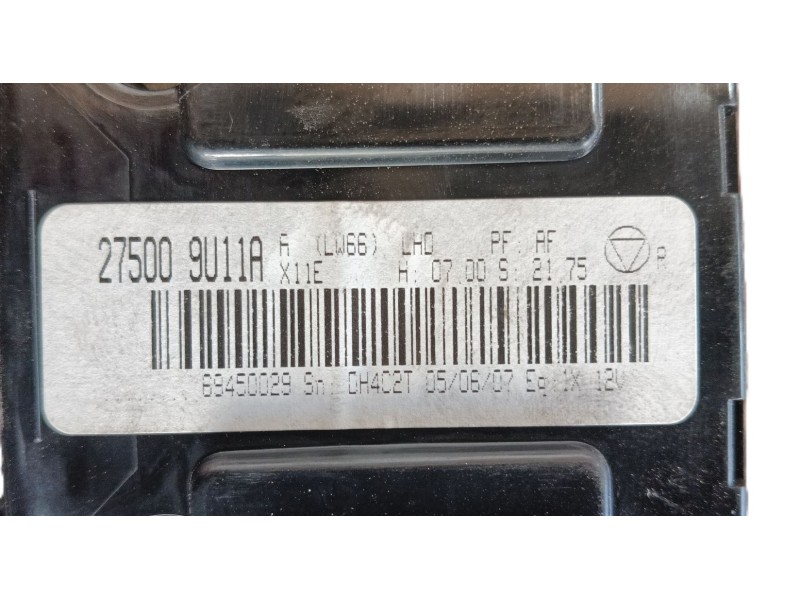 27500 9U11A A (LW66) LHD PF: AF
X11E H: 07.00 S: 21.75 R
69450029 Sn: CH4C2T 05/06/07 Eq 1X 12V